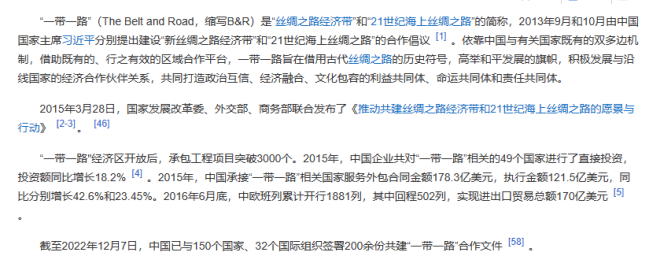 “一带一路”（The Belt and Road，缩写B&R）是“丝绸之路经济带”和“21世纪海上丝绸之路”的简称，2013年9月和10月由中国
国家主席习近平分别提出建设“新丝绸之路经济带”和“21世纪海上丝绸之路”的合作倡议 [1] 。依靠中国与有关国家既有的双多边机
制，借助既有的、行之有效的区域合作平台，一带一路旨在借用古代丝绸之路的历史符号，高举和平发展的旗帜，积极发展与沿
线国家的经济合作伙伴关系，共同打造政治互信、经济融合、文化包容的利益共同体、命运共同体和责任共同体。
2015年3月28日，国家发展改革委、外交部、商务部联合发布了《推动共建丝绸之路经济带和21世纪海上丝绸之路的愿景与
行动》 [2-3] 。 [46]
“一带一路”经济区开放后，承包工程项目突破3000个。2015年，中国企业共对“一带一路”相关的49个国家进行了直接投资，
投资额同比增长18.2% [4] 。2015年，中国承接“一带一路”相关国家服务外包合同金额178.3亿美元，执行金额121.5亿美元，同
比分别增长42.6%和23.45%。2016年6月底，中欧班列累计开行1881列，其中回程502列，实现进出口贸易总额170亿美元 [5]
。
截至2022年12月7日，中国已与150个国家、32个国际组织签署200余份共建“一带一路”合作文件 [58] 。